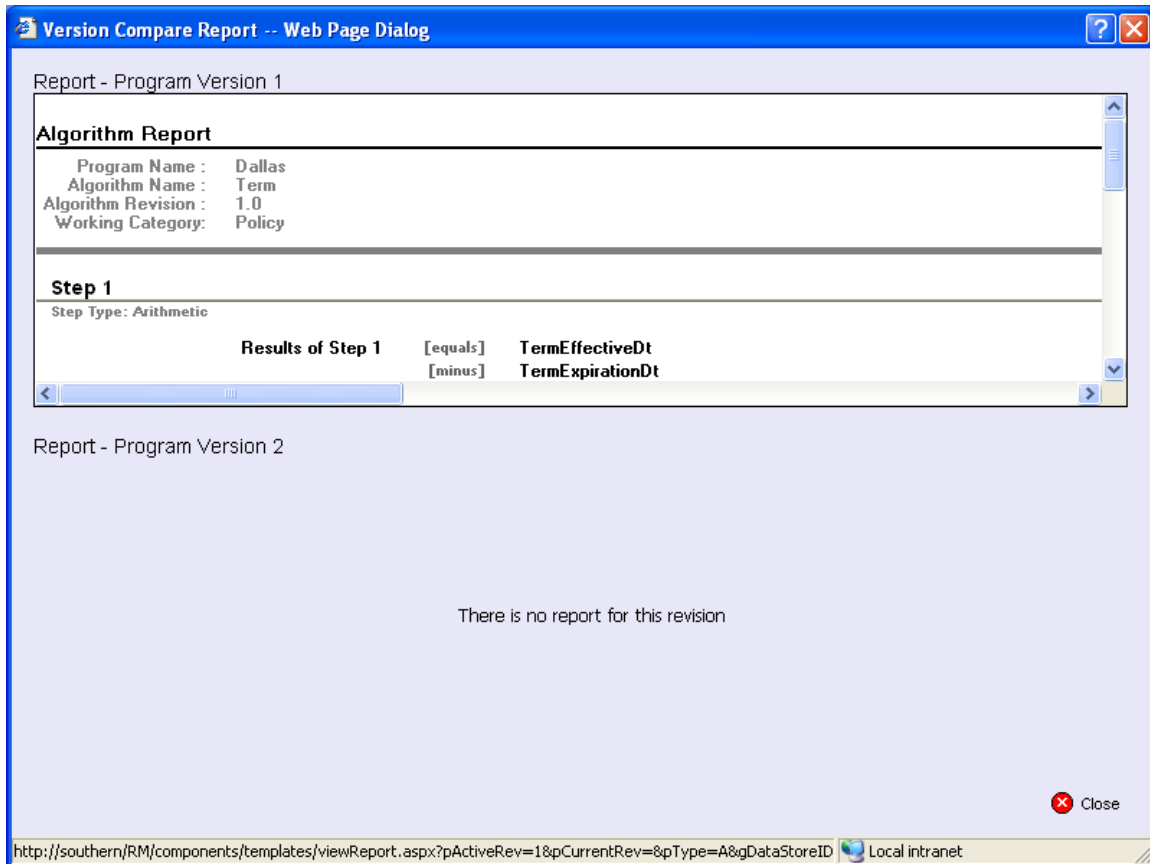 Version Compare Report -- Web Page Dialog
Report - Program Version 1
Algorithm Report
Program Name : Dallas
Algorithm Name : Term
Algorithm Revision : 1.0
Working Category: Policy
Step 1
Step Type: Arithmetic
Results of Step 1 [equals] TermEffectiveDt
[minus] TermExpirationDt
Report - Program Version 2
There is no report for this revision
Close
http://southern/RM/components/templates/viewReport.aspx?pActiveRev=1&pCurrentRev=&pType=A&gDataStoreID Local intranet